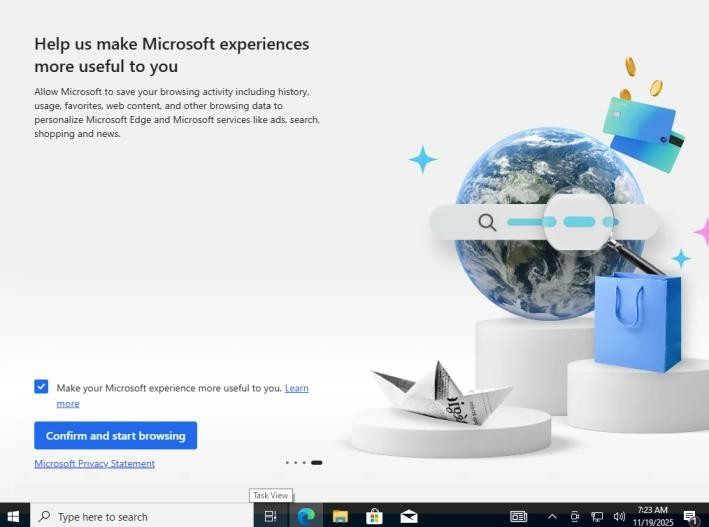 Help us make Microsoft experiences
more useful to you
Allow Microsoft to save your browsing activity including history,
usage, favorites, web content, and other browsing data to
personalize Microsoft Edge and Microsoft services like ads, search,
shopping and news.
Make your Microsoft experience more useful to you. Learn
more
Confirm and start browsing
Microsoft Privacy Statement
Task View
Type here to search
7:23 AM
11/19/2025
1